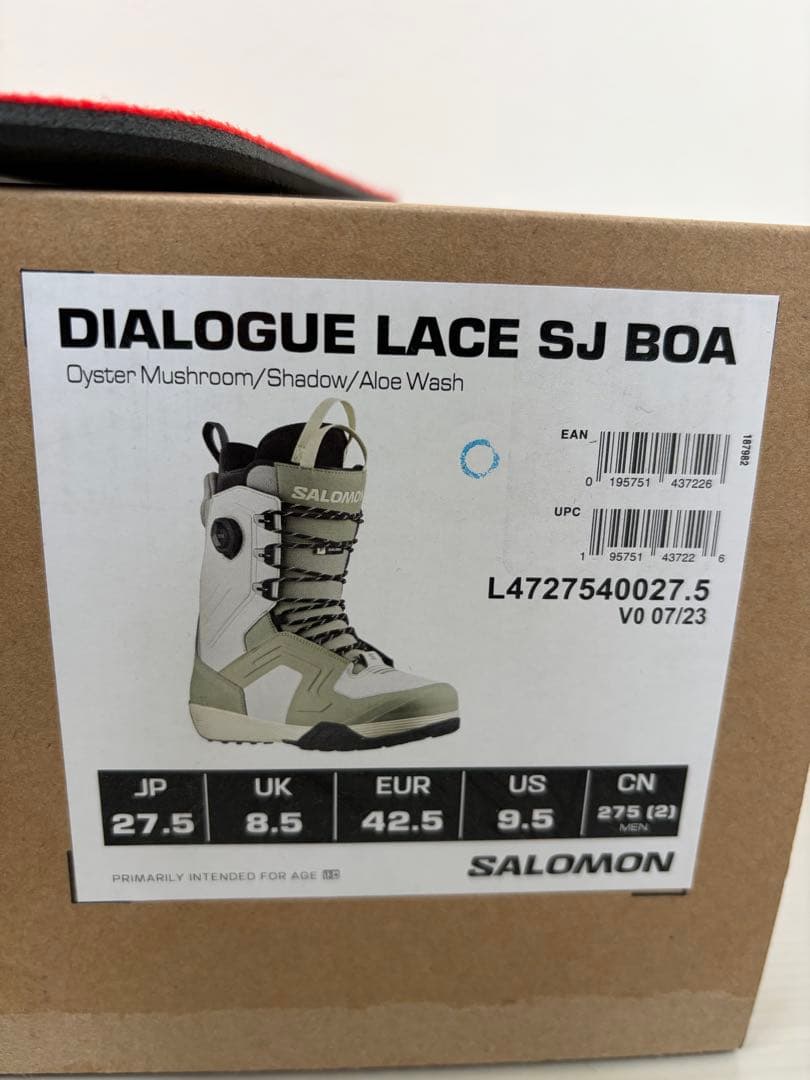 DIALOGUE LACE SJ BOA
Oyster Mushroom/Shadow/Aloe Wash
SALOMON
EAN
0 195751 437226
187982
UPC
1 95751 43722 6
L4727540027.5
V0 07/23
JP UK EUR US CN
27.5 8.5 42.5 9.5 275 (2)
MEN
PRIMARILY INTENDED FOR AGE
SALOMON